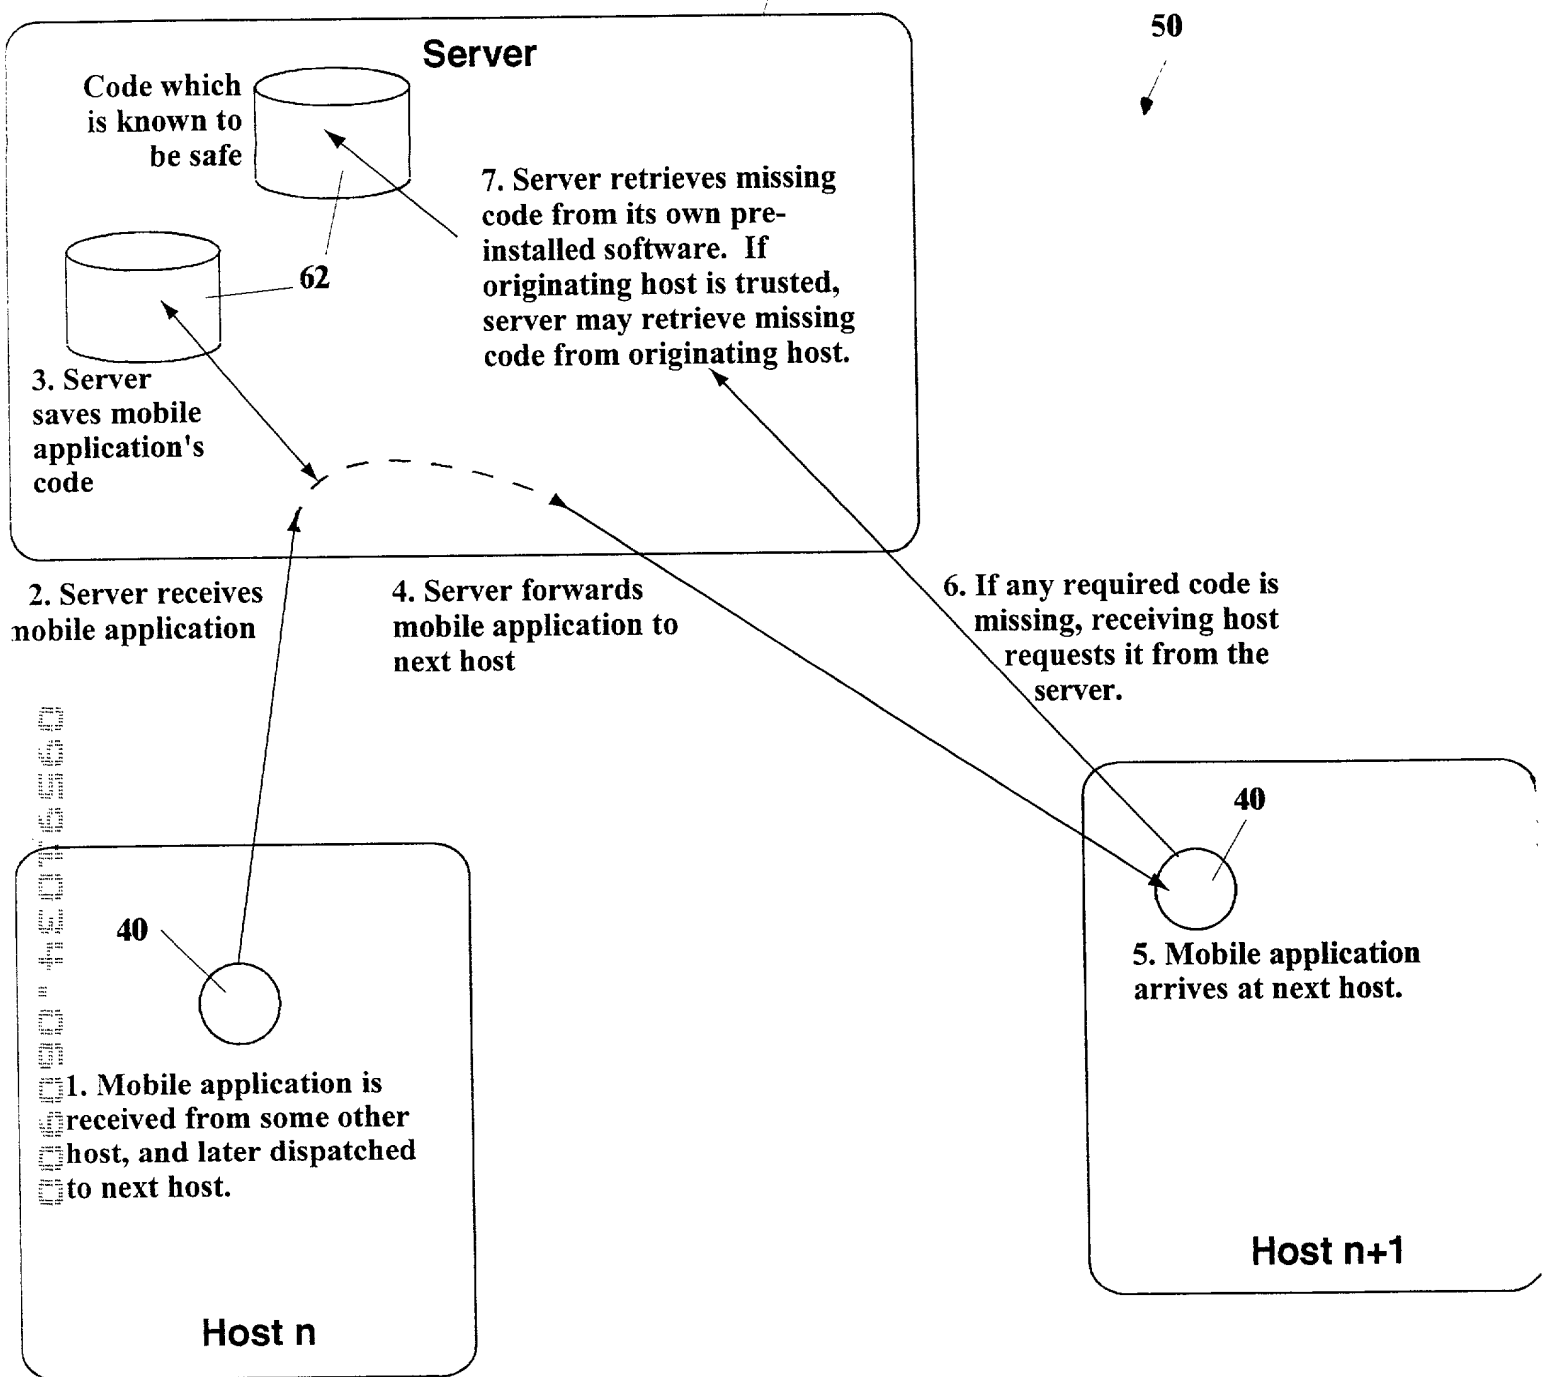 50
Server
Code which
is known to
be safe
7. Server retrieves missing
code from its own pre-
installed software. If
originating host is trusted,
server may retrieve missing
code from originating host.
62
3. Server
saves mobile
application's
code
2. Server receives
mobile application
4. Server forwards
mobile application to
next host
6. If any required code is
missing, receiving host
requests it from the
server.
40
5. Mobile application
arrives at next host.
Host n+1
40
1. Mobile application is
received from some other
host, and later dispatched
to next host.
Host n